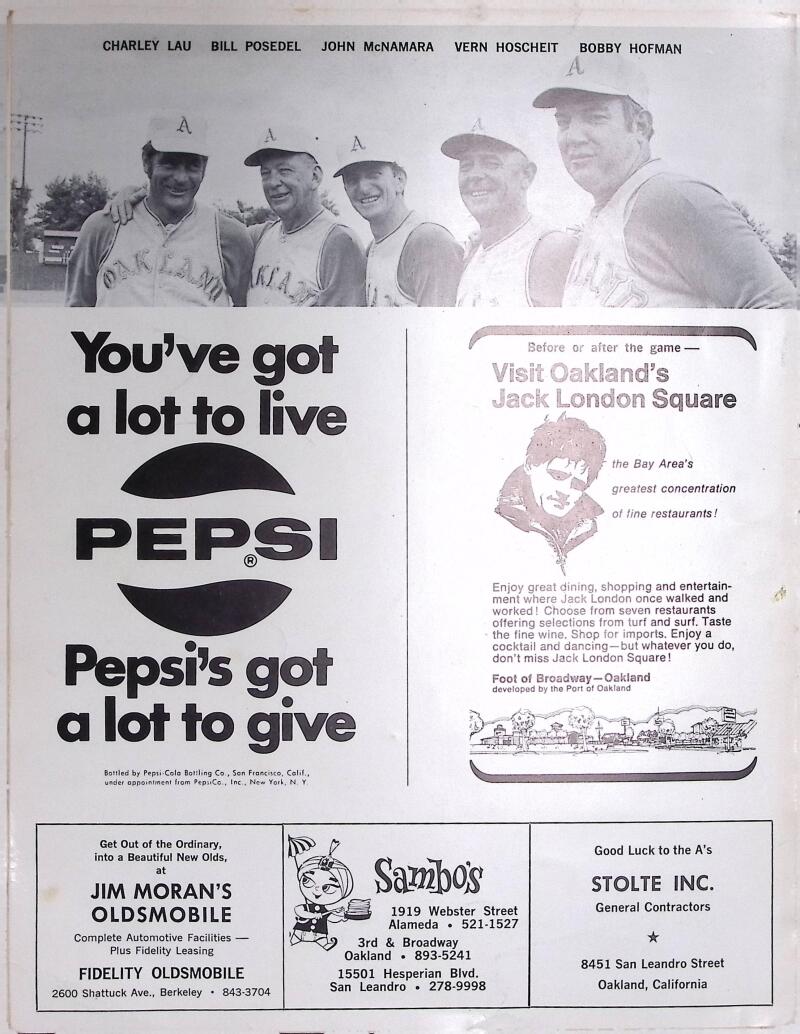 CHARLEY LAU BILL POSEDEL JOHN McNAMARA VERN HOSCHEIT BOBBY HOFMAN
A A A A A
OAKLAND
You've got
a lot to live
PEPSI
®
Pepsi's got
a lot to give
Bottled by Pepsi-Cola Bottling Co., San Francisco, Calif.,
under appointment from PepsiCo., Inc., New York, N. Y.
Before or after the game —
Visit Oakland's
Jack London Square
the Bay Area's
greatest concentration
of fine restaurants!
Enjoy great dining, shopping and entertain-
ment where Jack London once walked and
worked! Choose from seven restaurants
offering selections from turf and surf. Taste
the fine wine. Shop for imports. Enjoy a
cocktail and dancing—but whatever you do,
don't miss Jack London Square!
Foot of Broadway—Oakland
developed by the Port of Oakland
Get Out of the Ordinary,
into a Beautiful New Olds,
at
JIM MORAN'S
OLDSMOBILE
Complete Automotive Facilities —
Plus Fidelity Leasing
FIDELITY OLDSMOBILE
2600 Shattuck Ave., Berkeley • 843-3704
Sambo's
1919 Webster Street
Alameda • 521-1527
3rd & Broadway
Oakland • 893-5241
15501 Hesperian Blvd.
San Leandro • 278-9998
Good Luck to the A's
STOLTE INC.
General Contractors
8451 San Leandro Street
Oakland, California